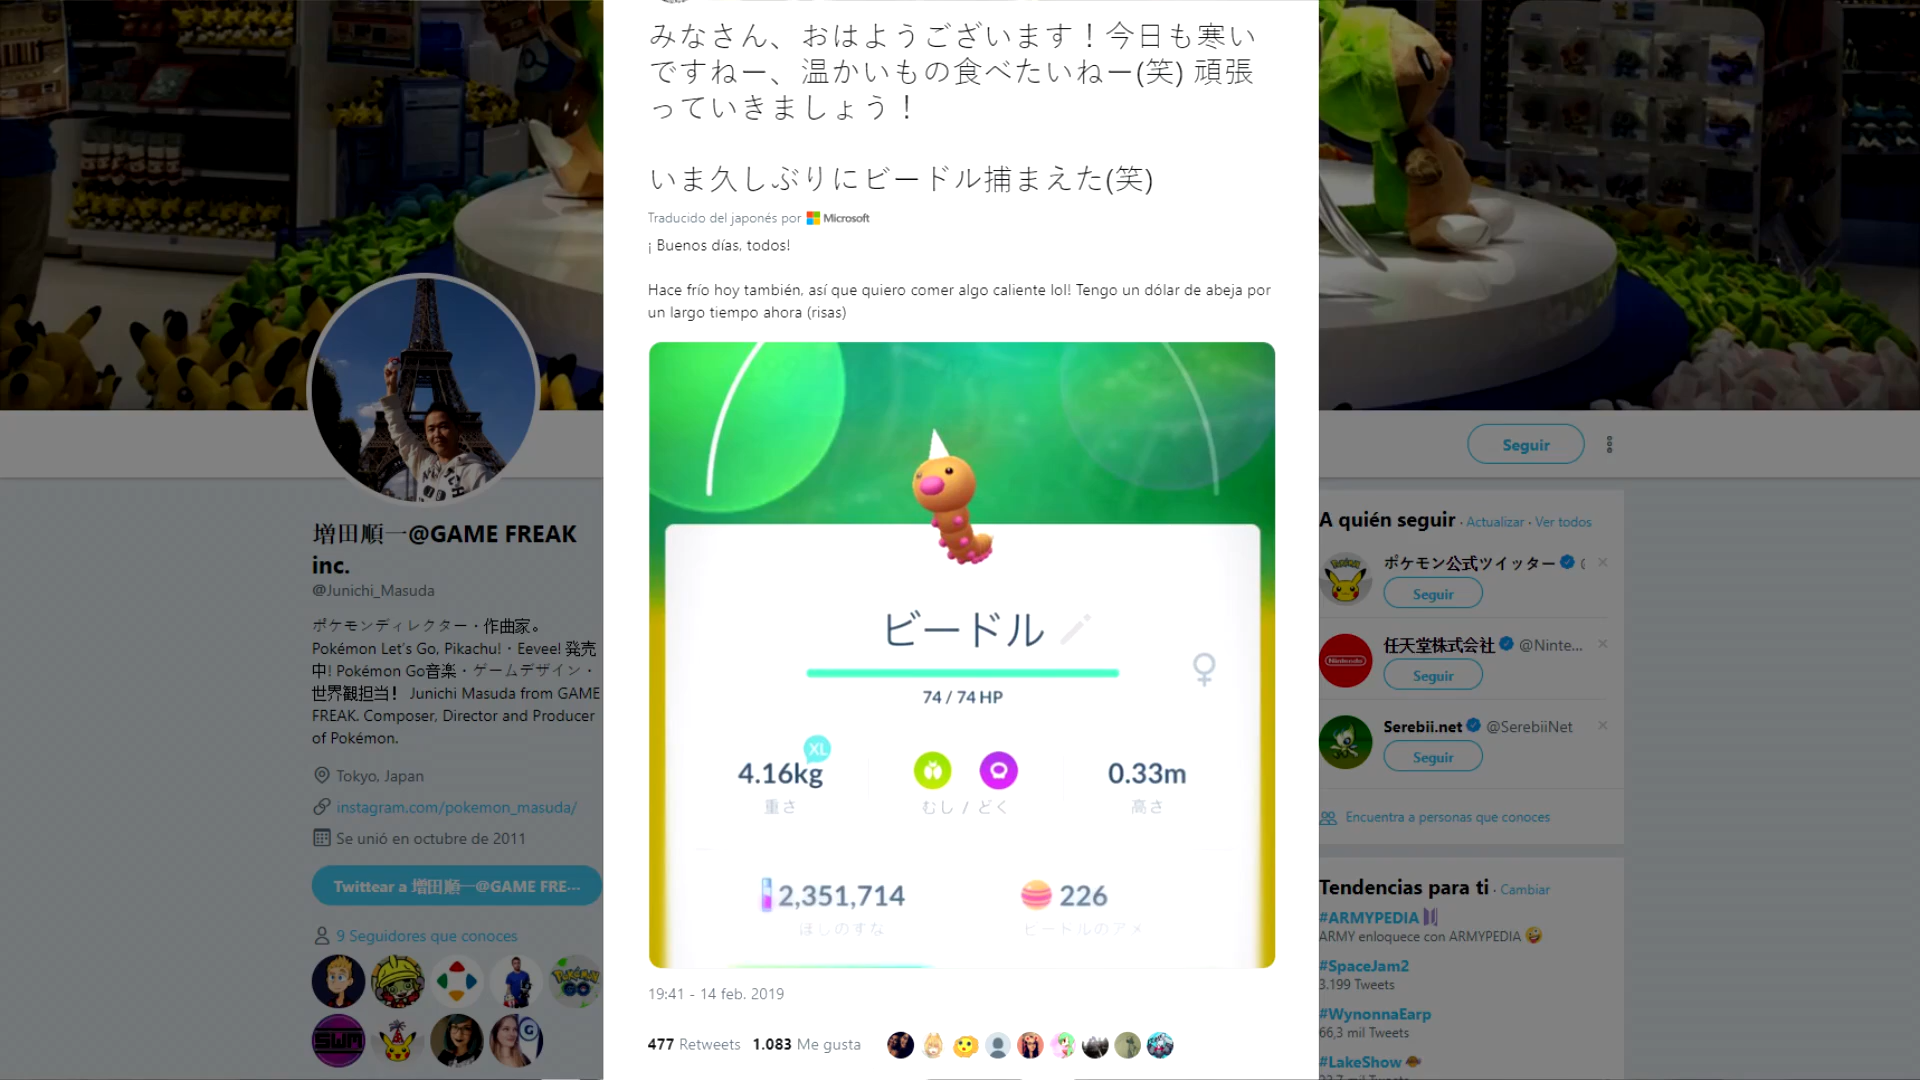 みなさん、おはようございます！今日も寒い
ですねー、温かいもの食べたいねー(笑) 頑張
っていきましょう！
いま久しぶりにビードル捕まえた(笑)
Traducido del japonés por Microsoft
¡ Buenos días, todos!
Hace frío hoy también, así que quiero comer algo caliente lol! Tengo un dólar de abeja por
un largo tiempo ahora (risas)
ビードル
74 / 74 HP
XL
4.16kg
重さ
むし / どく
0.33m
高さ
2,351,714
ほしのすな
226
ビードルのアメ
19:41 - 14 feb. 2019
477 Retweets 1.083 Me gusta
増田順一@GAME FREAK
inc.
@Junichi_Masuda
ポケモンディレクター・作曲家。
Pokémon Let's Go, Pikachu!・Eevee! 発売
中! Pokémon Go音楽・ゲームデザイン・
世界観担当！ Junichi Masuda from GAME
FREAK. Composer, Director and Producer
of Pokémon.
Tokyo, Japan
instagram.com/pokemon_masuda/
Se unió en octubre de 2011
Twittear a 増田順一@GAME FRE...
9 Seguidores que conoces
Seguir
A quién seguir · Actualizar · Ver todos
ポケモン公式ツイッター
Seguir
任天堂株式会社 @Ninte...
Nintendo
Seguir
Serebii.net @SerebiiNet
Seguir
Encuentra a personas que conoces
Tendencias para ti · Cambiar
#ARMYPEDIA
ARMY enloquece con ARMYPEDIA
#SpaceJam2
3.199 Tweets
#WynonnaEarp
66,3 mil Tweets
#LakeShow